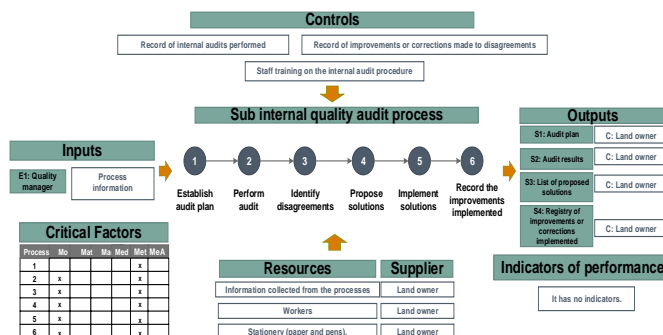 Controls
Record of internal audits performed
Record of improvements or corrections made to disagreements
Staff training on the internal audit procedure
Sub internal quality audit process
Inputs
E1: Quality
manager
Process
information
1
Establish
audit plan
2
Perform
audit
3
Identify
disagreements
4
Propose
solutions
5
Implement
solutions
6
Record the
improvements
implemented
Outputs
S1: Audit plan
C: Land owner
S2: Audit results
C: Land owner
S3: List of proposed
solutions
C: Land owner
S4: Registry of
improvements or
corrections
implemented
C: Land owner
Critical Factors
Process Mo Mat Ma Med Met MeA
1 x
2 x x
3 x x
4 x x
5 x x
6 x x
Resources
Supplier
Information collected from the processes
Land owner
Workers
Land owner
Stationery (paper and pens).
Land owner
Indicators of performance
It has no indicators.